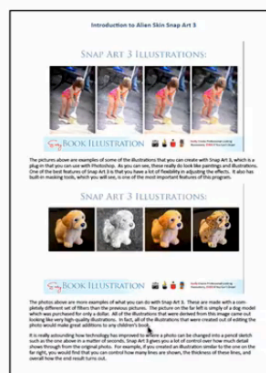 Introduction to Alien Skin Snap Art 3
SNAP ART 3 ILLUSTRATIONS:
BOOK ILLUSTRATION
The pictures above are examples of some of the illustrations that you can create with Snap Art 3, which is a
plug-in that you can use with Photoshop. As you can see, these really do look like paintings and illustrations.
One of the best features of Snap Art 3 is that you have a lot of flexibility in adjusting the effects. It also has
built-in masking tools, which you will see, is one of the most important features of this program.
SNAP ART 3 ILLUSTRATIONS:
BOOK ILLUSTRATION
The photos above are more examples of what you can do with Snap Art 3. These are made with a com-
pletely different set of filters than the previous pictures. The picture on the far left is simply of a dog model
which was purchased for only a dollar. All of the illustrations that were derived from this image came out
looking like very high-quality illustrations. In fact, all of the illustrations that were created out of editing the
photo would make great additions to any children's book.
It is really astounding how technology has improved to where a photo can be changed into a pencil sketch
such as the one above in a matter of seconds. Snap Art 3 gives you a lot of control over how much detail
shows through from the original photo. For example, if you created an illustration similar to the one on the
far right, you would find that you can control how many lines are shown, the thickness of these lines, and
overall how the end result turns out.